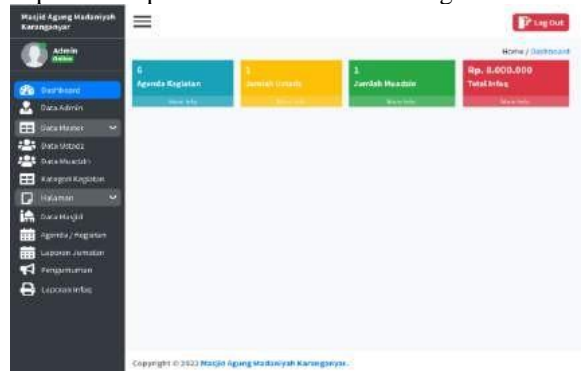 Masjid Agung Madaniyah
Karanganyar
Log Out
Admin
Online
Home / Dashboard
6
Agenda Kegiatan
More Info
1
Jumlah Ustadz
More Info
1
Jumlah Muadzin
More Info
Rp. 8.000.000
Total Infaq
More Info
Dashboard
Data Admin
Data Master
Data Ustadz
Data Muadzin
Kategori Kegiatan
Halaman
Data Masjid
Agenda / Kegiatan
Laporan Jumatan
Pengumuman
Laporan Infaq
Copyright © 2022 Masjid Agung Madaniyah Karanganyar.